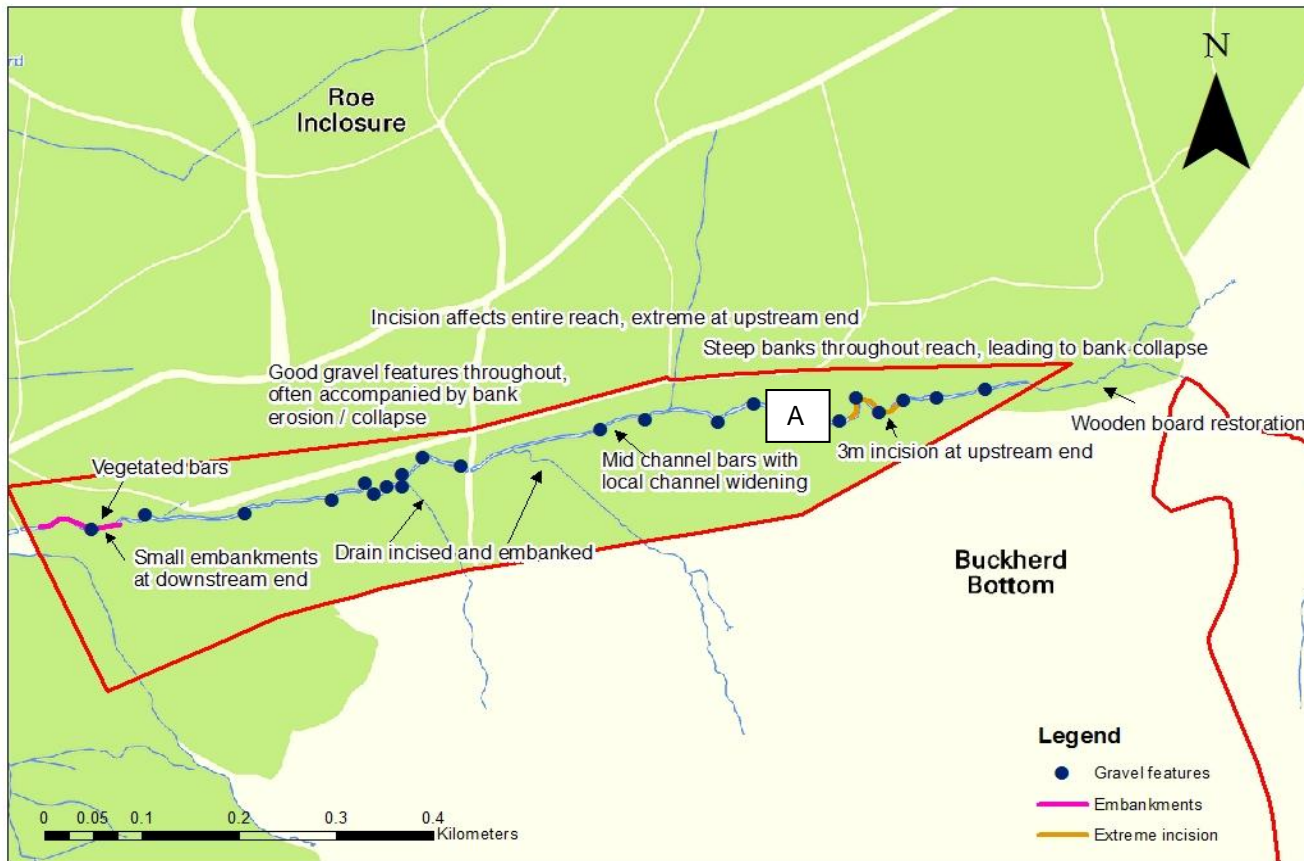 N
rd
Roe
Inclosure
Incision affects entire reach, extreme at upstream end
Steep banks throughout reach, leading to bank collapse
Good gravel features throughout,
often accompanied by bank
erosion / collapse
A
Wooden board restoration
3m incision at upstream end
Mid channel bars with
local channel widening
Vegetated bars
Small embankments
at downstream end
Drain incised and embanked
Buckherd
Bottom
Legend
Gravel features
Embankments
Extreme incision
0 0.05 0.1 0.2 0.3 0.4
Kilometers